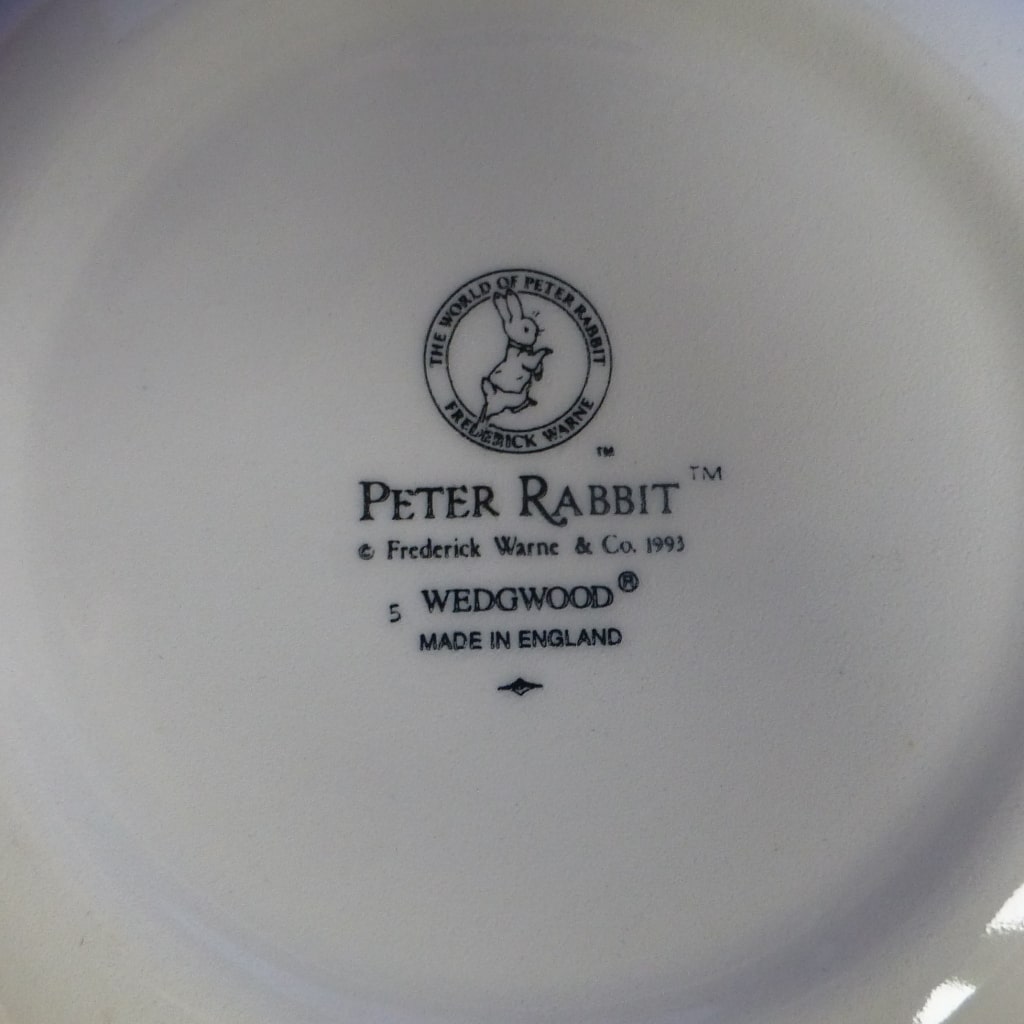 THE WORLD OF PETER RABBIT
FREDERICK WARNE
TM
PETER RABBIT TM
© Frederick Warne & Co. 1993
5 WEDGWOOD®
MADE IN ENGLAND